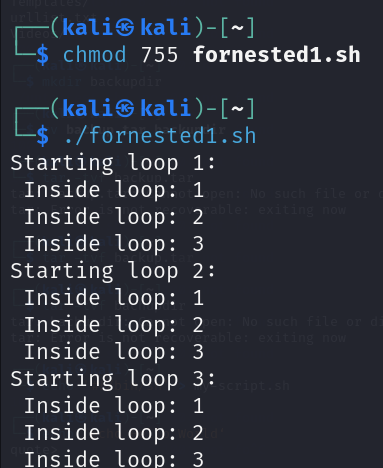 ┌──(kali㉿kali)-[~]
└─$ chmod 755 fornested1.sh
┌──(kali㉿kali)-[~]
└─$ ./fornested1.sh
Starting loop 1:
 Inside loop: 1
 Inside loop: 2
 Inside loop: 3
Starting loop 2:
 Inside loop: 1
 Inside loop: 2
 Inside loop: 3
Starting loop 3:
 Inside loop: 1
 Inside loop: 2
 Inside loop: 3